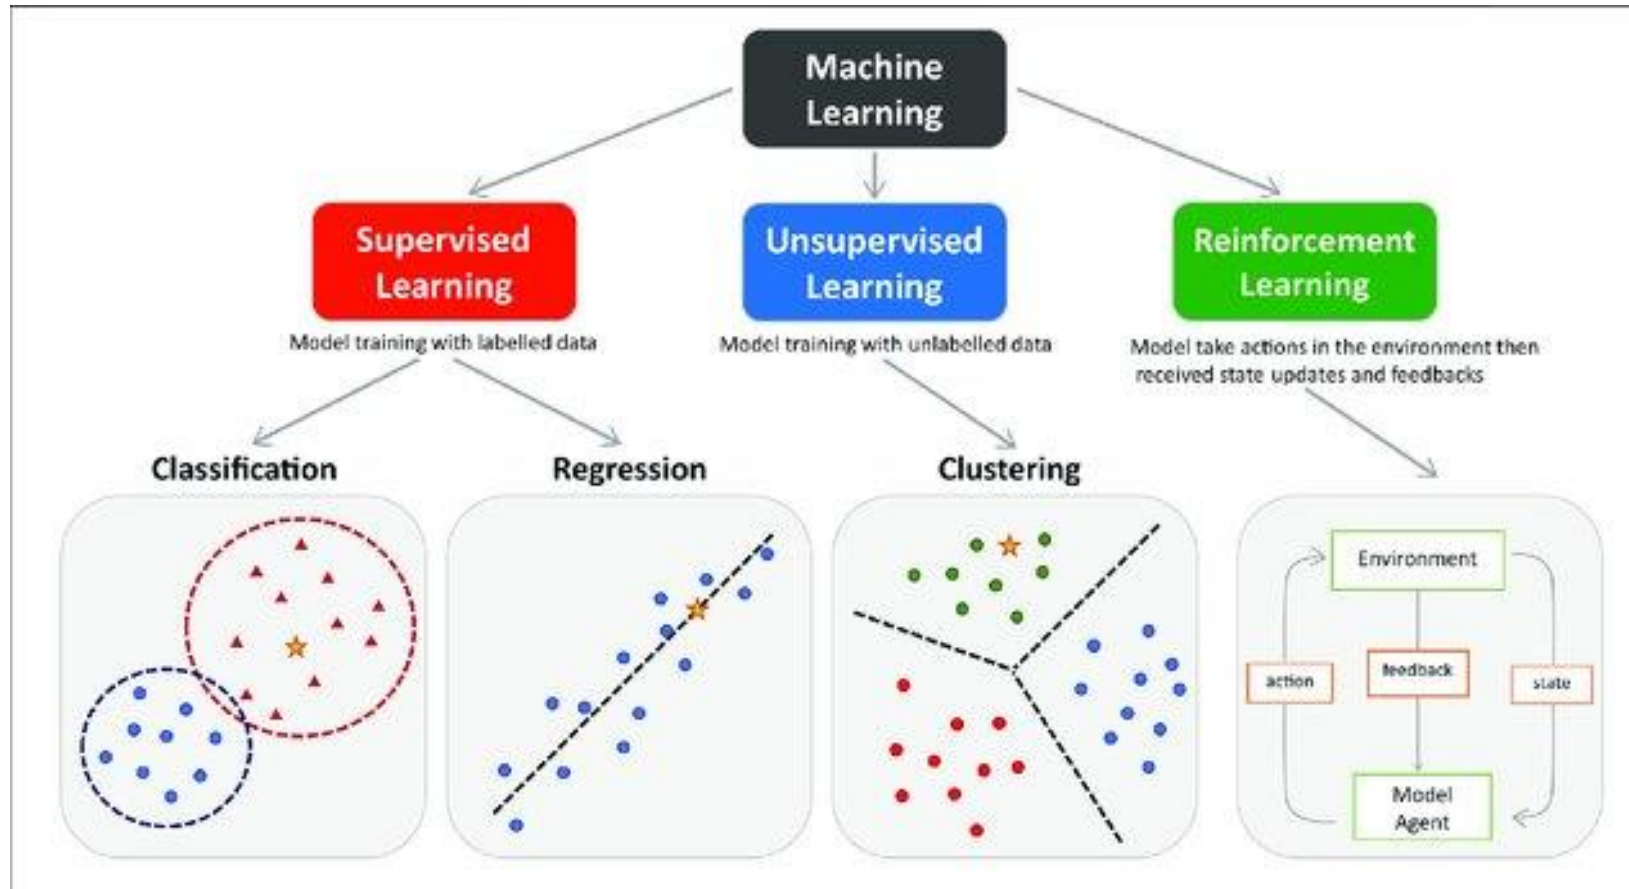 Machine
Learning
Supervised
Learning
Unsupervised
Learning
Reinforcement
Learning
Model training with labelled data
Model training with unlabelled data
Model take actions in the environment then
received state updates and feedbacks
Classification
Regression
Clustering
Environment
action
feedback
state
Model
Agent